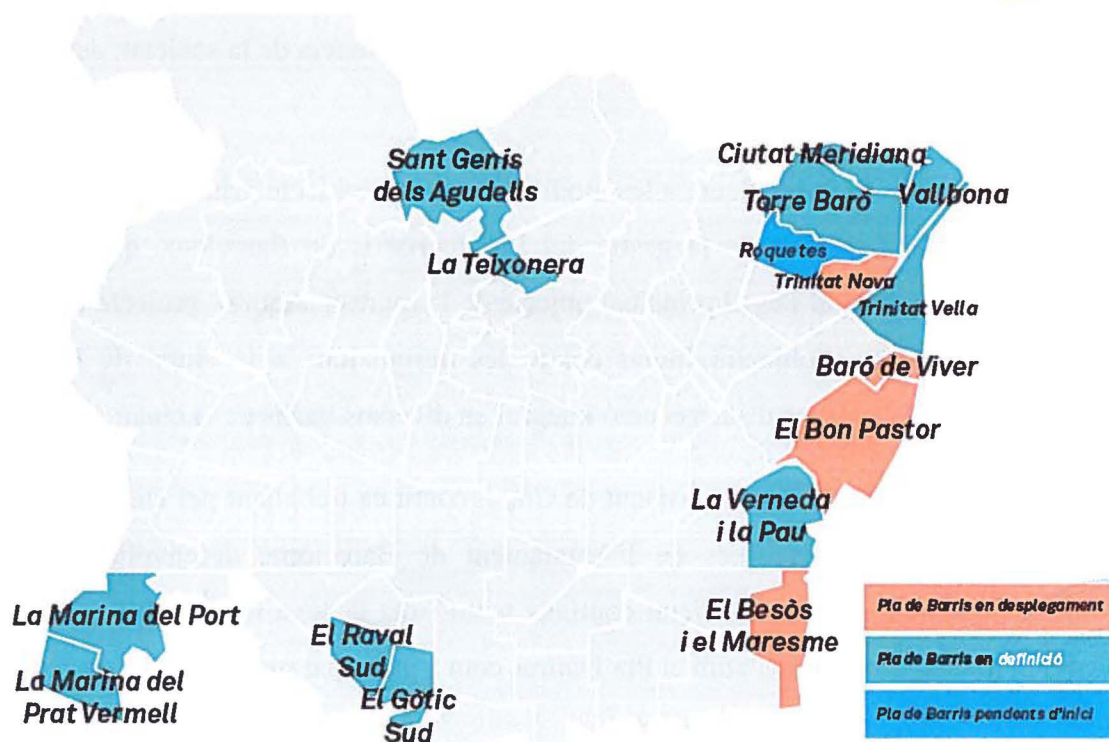 Sant Genís
dels Agudells
La Teixonera
Ciutat Meridiana
Torre Baró
Vallbona
Roquetes
Trinitat Nova
Trinitat Vella
Baró de Viver
El Bon Pastor
La Verneda
i la Pau
El Besòs
i el Maresme
La Marina del Port
La Marina del
Prat Vermell
El Raval
Sud
El Gòtic
Sud
Pla de Barris en desplegament
Pla de Barris en definició
Pla de Barris pendents d'inici